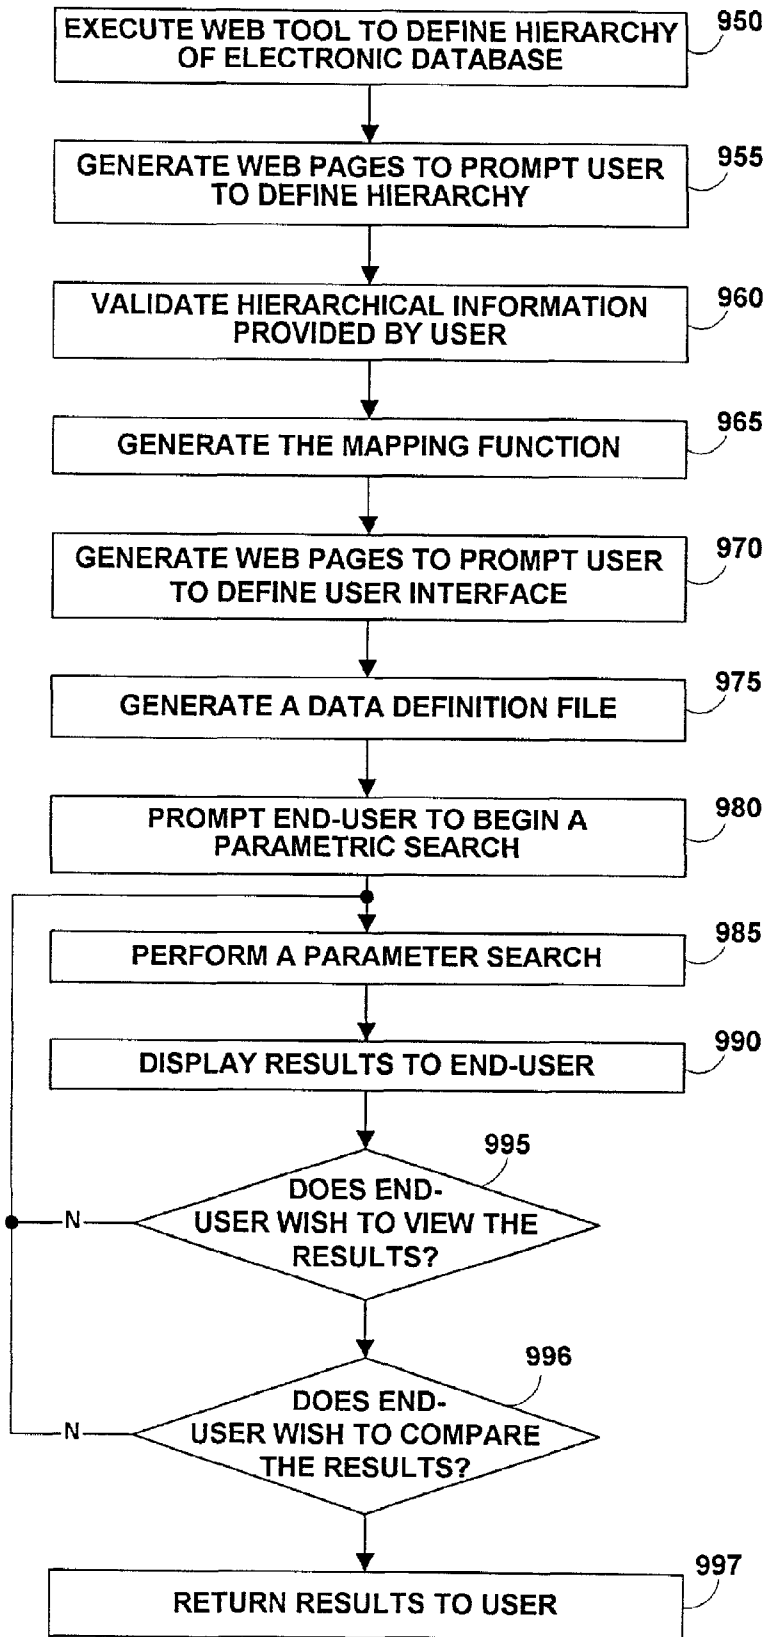 EXECUTE WEB TOOL TO DEFINE HIERARCHY
OF ELECTRONIC DATABASE
950
GENERATE WEB PAGES TO PROMPT USER
TO DEFINE HIERARCHY
955
VALIDATE HIERARCHICAL INFORMATION
PROVIDED BY USER
960
GENERATE THE MAPPING FUNCTION
965
GENERATE WEB PAGES TO PROMPT USER
TO DEFINE USER INTERFACE
970
GENERATE A DATA DEFINITION FILE
975
PROMPT END-USER TO BEGIN A
PARAMETRIC SEARCH
980
PERFORM A PARAMETER SEARCH
985
DISPLAY RESULTS TO END-USER
990
995
DOES END-
USER WISH TO VIEW THE
RESULTS?
N
996
DOES END-
USER WISH TO COMPARE
THE RESULTS?
N
RETURN RESULTS TO USER
997